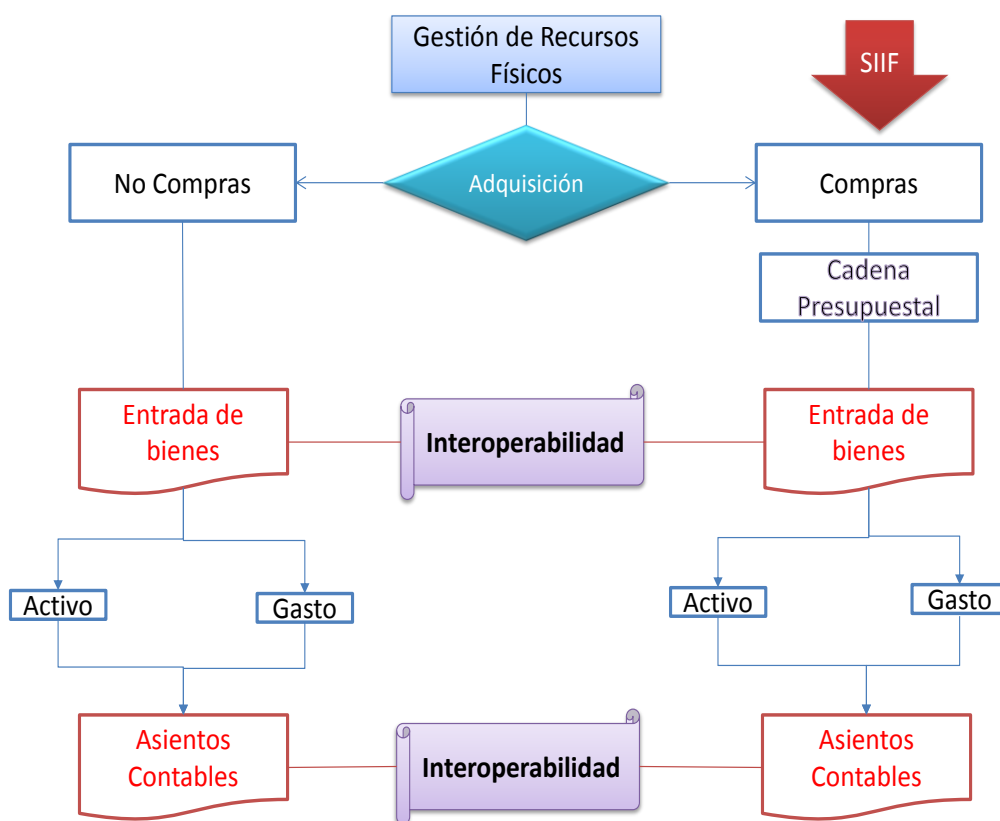 Gestión de Recursos
Físicos
SIIF
No Compras
Adquisición
Compras
Cadena
Presupuestal
Entrada de
bienes
Interoperabilidad
Entrada de
bienes
Activo
Gasto
Activo
Gasto
Asientos
Contables
Interoperabilidad
Asientos
Contables